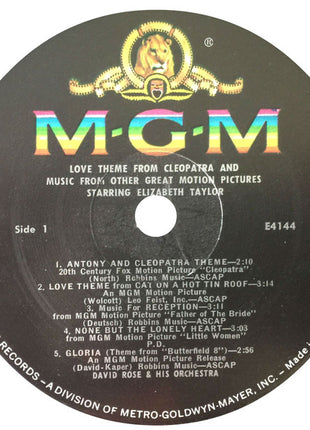 ®
M-G-M
LOVE THEME FROM CLEOPATRA AND
MUSIC FROM OTHER GREAT MOTION PICTURES
STARRING ELIZABETH TAYLOR
Side 1 E4144
1. ANTONY AND CLEOPATRA THEME—2:10
20th Century Fox Motion Picture "Cleopatra"
(North) Robbins Music—ASCAP
2. LOVE THEME from CAT ON A HOT TIN ROOF—3:14
An MGM Motion Picture
(Wolcott) Leo Feist, Inc.—ASCAP
3. Music For RECEPTION—3:11
from MGM Motion Picture "Father of The Bride"
(Deutsch) Robbins Music—ASCAP
4. NONE BUT THE LONELY HEART—3:03
from MGM Motion Picture "Little Women"
P.D.
5. GLORIA (Theme from "Butterfield 8")—2:56
An MGM Motion Picture Release
(David-Kaper) Robbins Music—ASCAP
DAVID ROSE & HIS ORCHESTRA
RECORDS - A DIVISION OF METRO-GOLDWYN-MAYER, INC. - Made